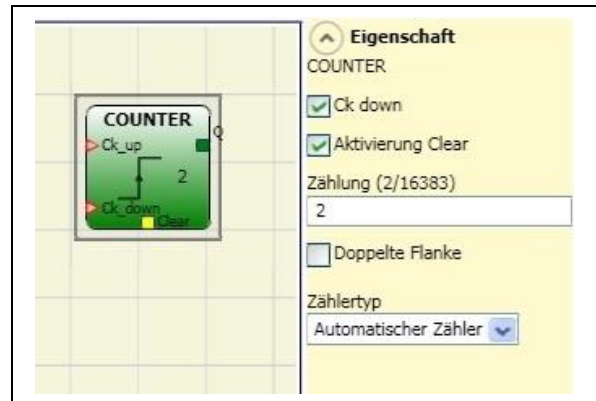 COUNTER
Ck_up
Q
2
Ck_down
Clear
Eigenschaft
COUNTER
Ck down
Aktivierung Clear
Zählung (2/16383)
2
Doppelte Flanke
Zählertyp
Automatischer Zähler